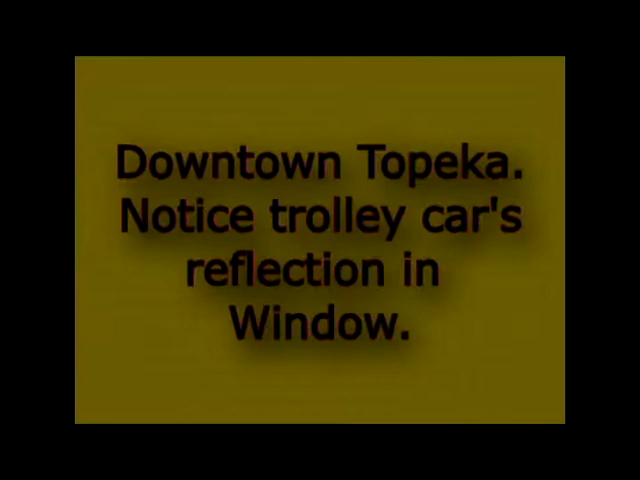 Downtown Topeka.
Notice trolley car's
reflection in
Window.